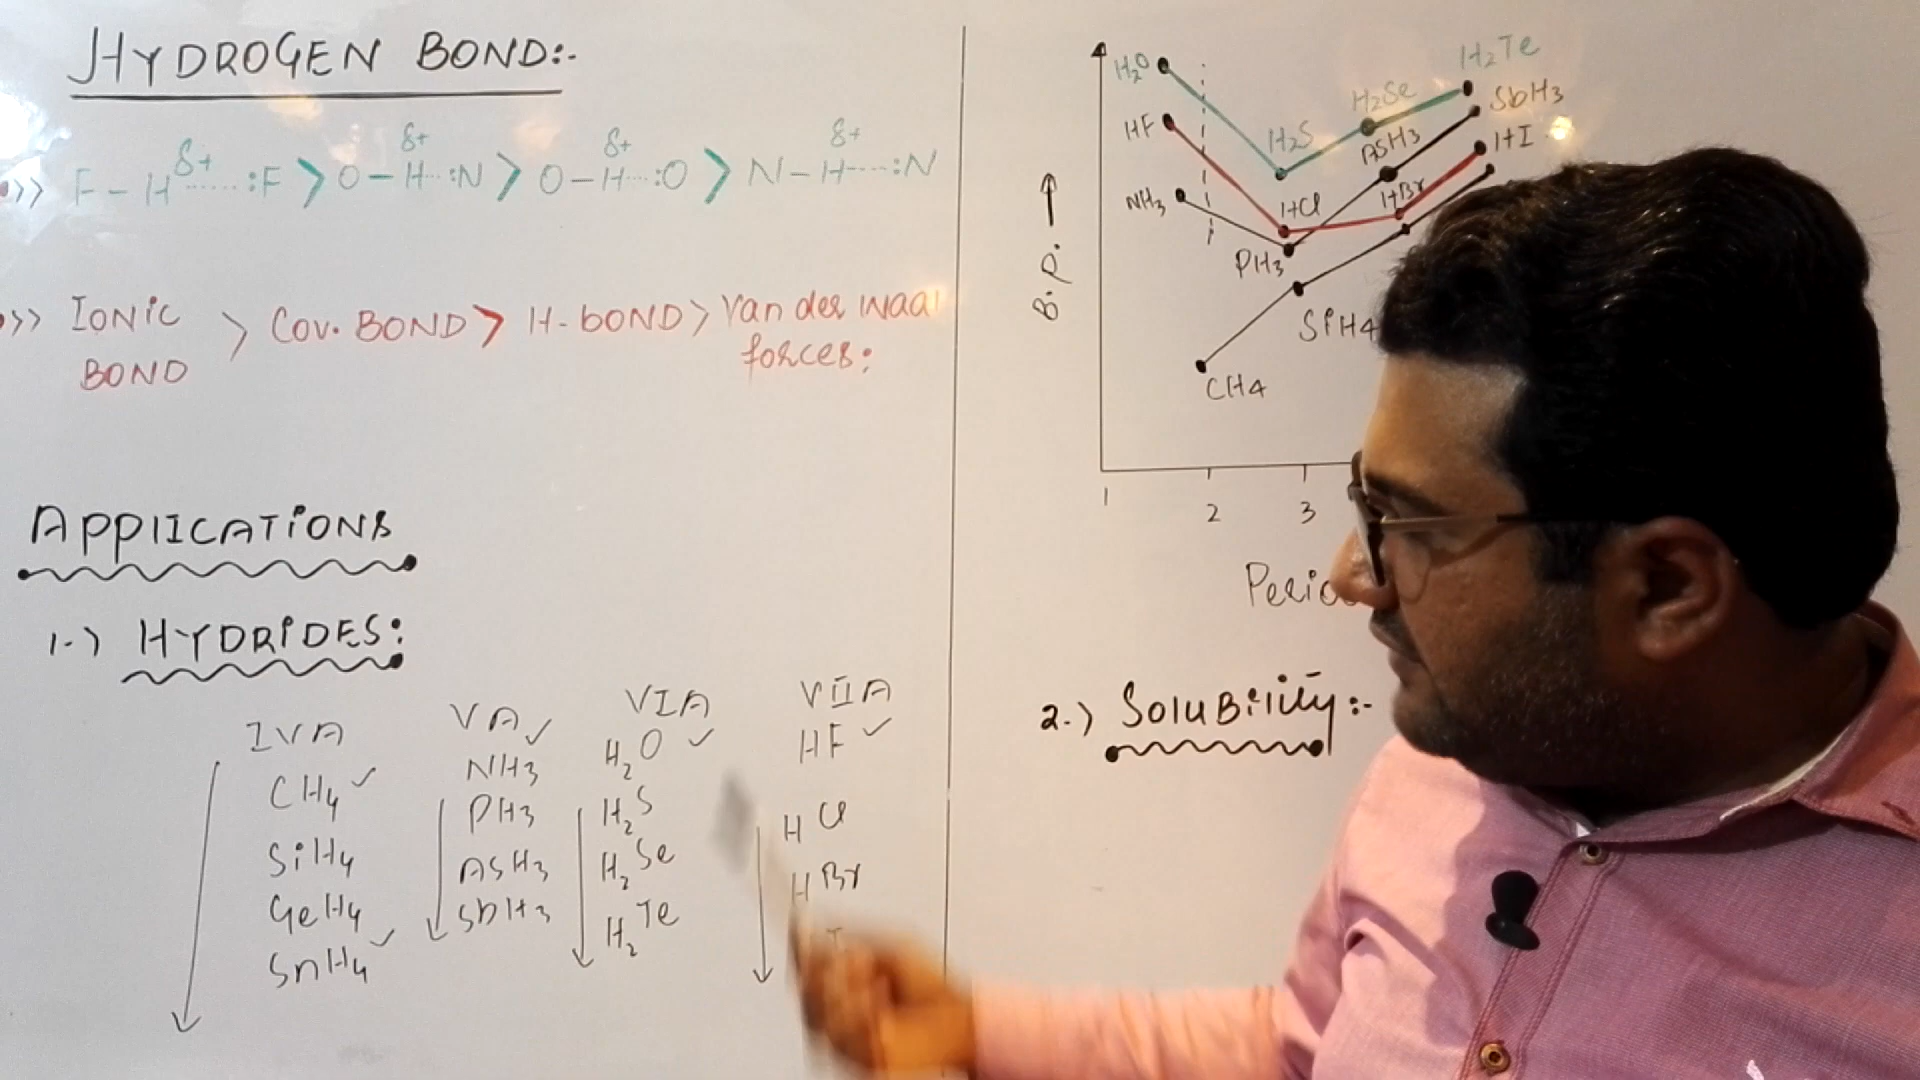 HYDROGEN BOND:-
>> F – H δ+ ...... :F > O – H δ+ ... :N > O – H δ+ .... :O > N – H δ+ .... :N
>> IONIC BOND > COV. BOND > H-BOND > Van der waal forces:
APPLICATIONS
1.) HYDRIDES:
IVA
CH4 ✓
SiH4
GeH4
SnH4 ✓
VA ✓
NH3
PH3
ASH3
SbH3
VIA
H2O ✓
H2S
H2Se
H2Te
VIIA
HF ✓
HCl
HBr
B.P. →
H2O
H2S
H2Se
H2Te
HF
HCl
HBr
HI
NH3
PH3
ASH3
SbH3
CH4
SiH4
1 2 3
2.) Solubility:-